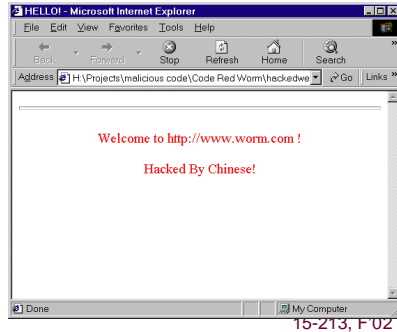 HELLO! - Microsoft Internet Explorer
File Edit View Favorites Tools Help
Back Forward Stop Refresh Home Search »
Address H:\Projects\malicious code\Code Red Worm\hackedwe Go Links »
Welcome to http://www.worm.com !
Hacked By Chinese!
Done My Computer
15-213, F'02